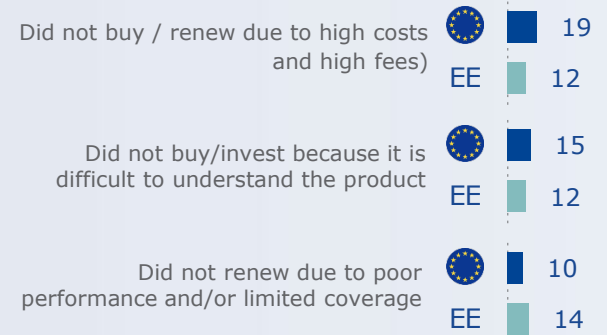 Did not buy / renew due to high costs
and high fees)
19
EE 12
Did not buy/invest because it is
difficult to understand the product
15
EE 12
Did not renew due to poor
performance and/or limited coverage
10
EE 14